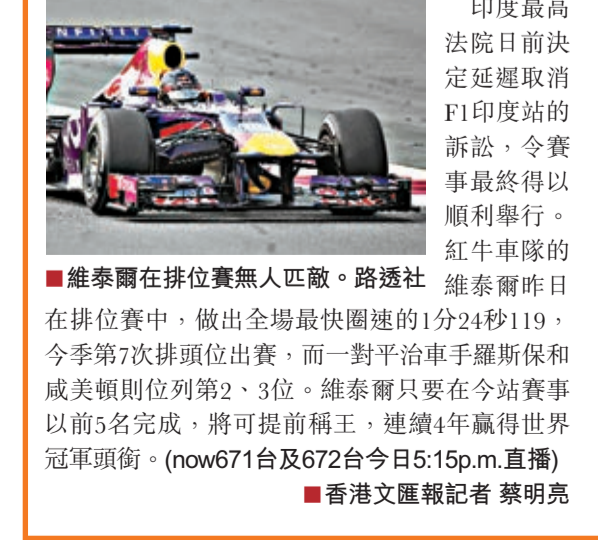 印度最高
法院日前決
定延遲取消
F1印度站的
訴訟，令賽
事最終得以
順利舉行。
紅牛車隊的
維泰爾昨日
在排位賽中，做出全場最快圈速的1分24秒119，
今季第7次排頭位出賽，而一對平治車手羅斯保和
咸美頓則位列第2、3位。維泰爾只要在今站賽事
以前5名完成，將可提前稱王，連續4年贏得世界
冠軍頭銜。(now671台及672台今日5:15p.m.直播)
■香港文匯報記者 蔡明亮
■維泰爾在排位賽無人匹敵。路透社
INFINITI